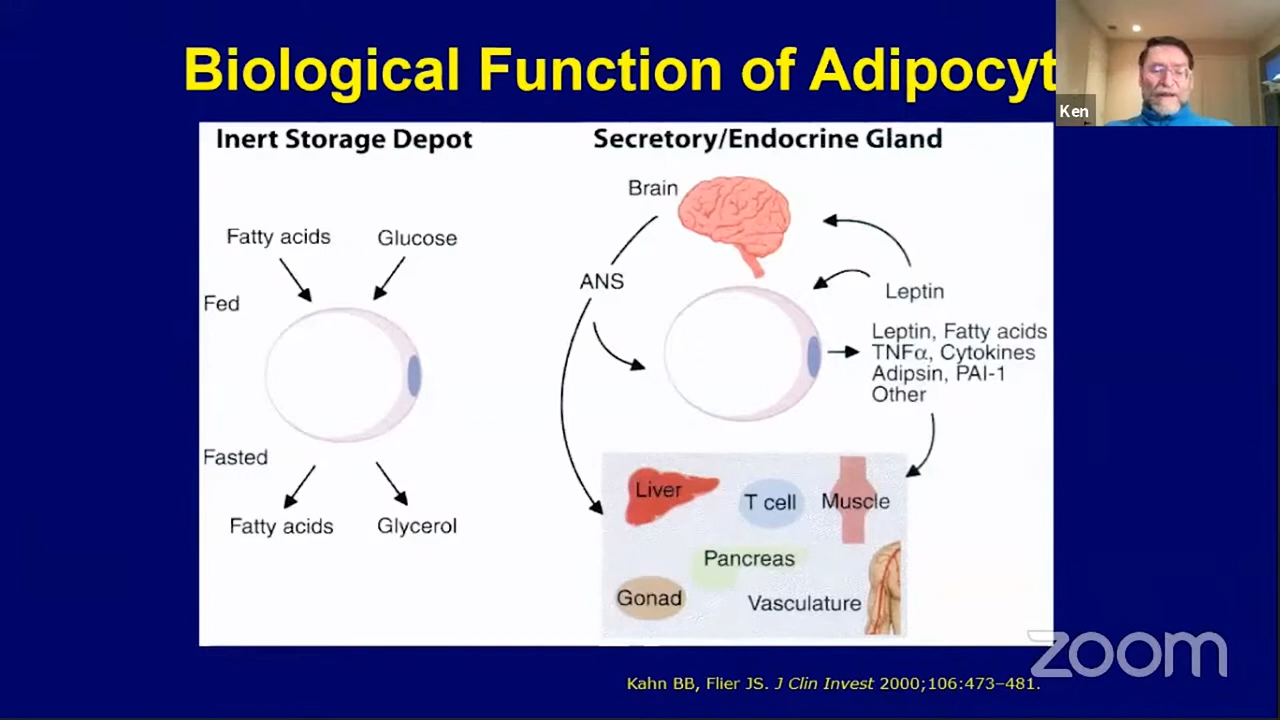 Biological Function of Adipocyt
Ken
Inert Storage Depot
Fatty acids
Glucose
Fed
Fasted
Fatty acids
Glycerol
Secretory/Endocrine Gland
Brain
ANS
Leptin
Leptin, Fatty acids
TNFα, Cytokines
Adipsin, PAI-1
Other
Liver
T cell
Muscle
Pancreas
Gonad
Vasculature
zoom
Kahn BB, Flier JS. J Clin Invest 2000;106:473–481.